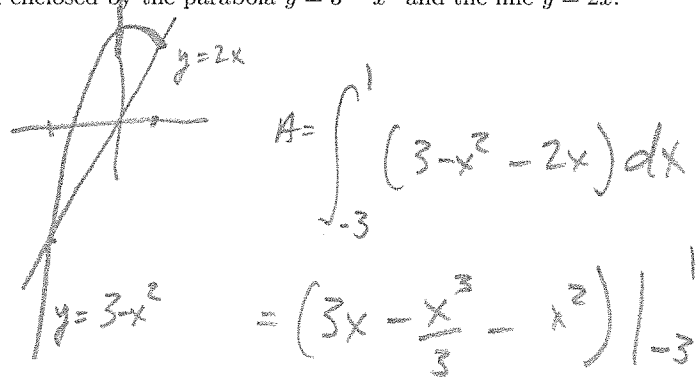 enclosed by the parabola y = 3 - x² and the line y = 2x.
y = 2x
A = ∫_{-3}^{1} (3 - x² - 2x) dx
y = 3 - x²
= (3x - x³/3 - x²) |_{-3}^{1}